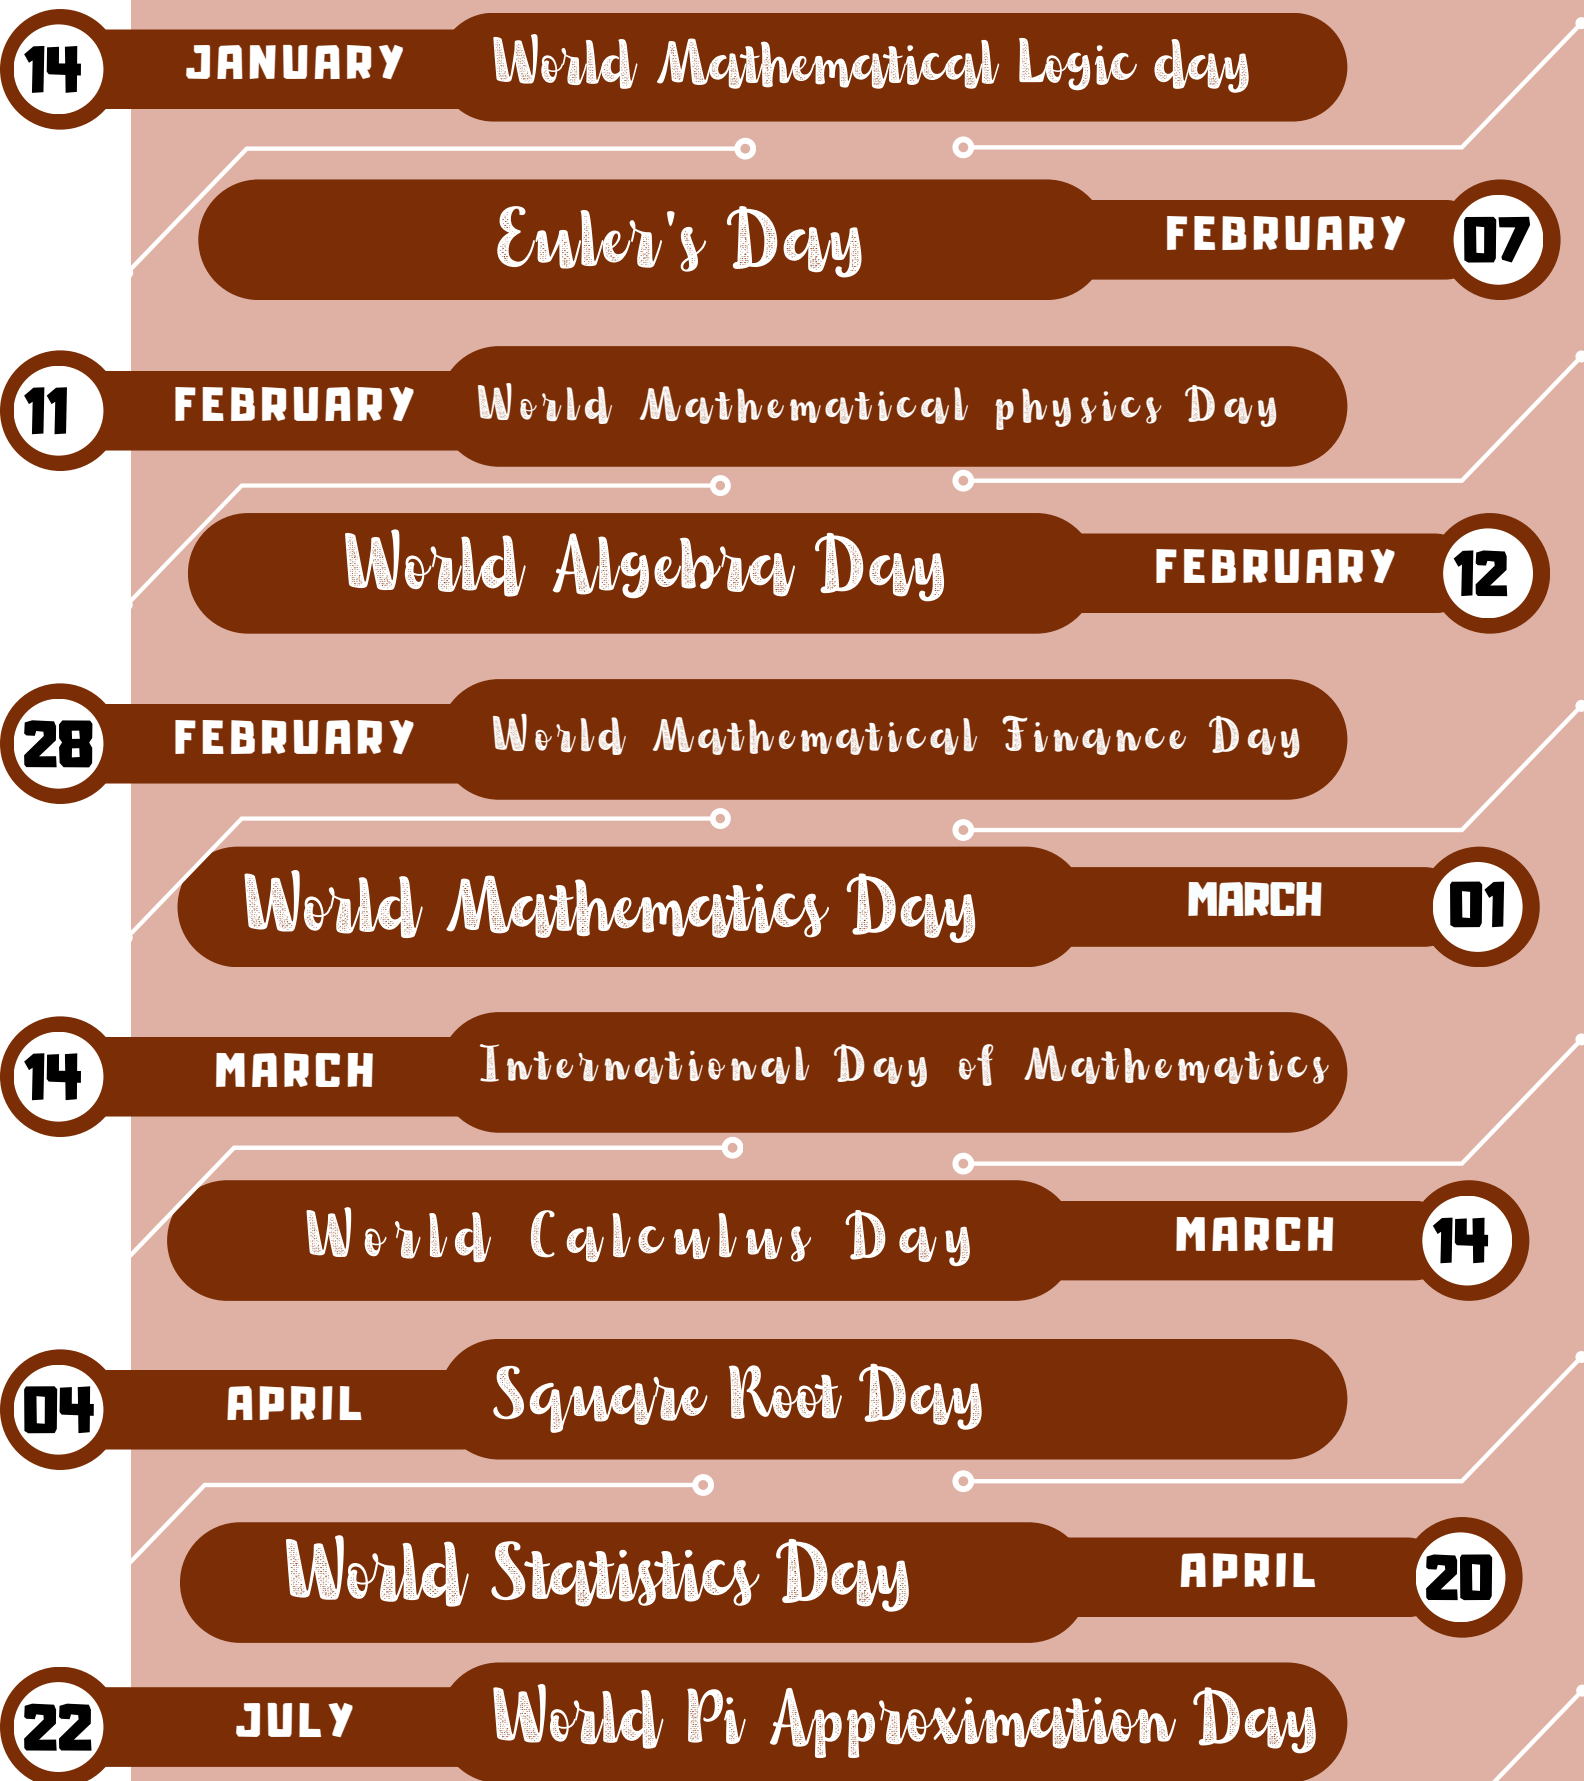 14 JANUARY World Mathematical Logic day
Euler's Day FEBRUARY 07
11 FEBRUARY World Mathematical physics Day
World Algebra Day FEBRUARY 12
28 FEBRUARY World Mathematical Finance Day
World Mathematics Day MARCH 01
14 MARCH International Day of Mathematics
World Calculus Day MARCH 14
04 APRIL Square Root Day
World Statistics Day APRIL 20
22 JULY World Pi Approximation Day